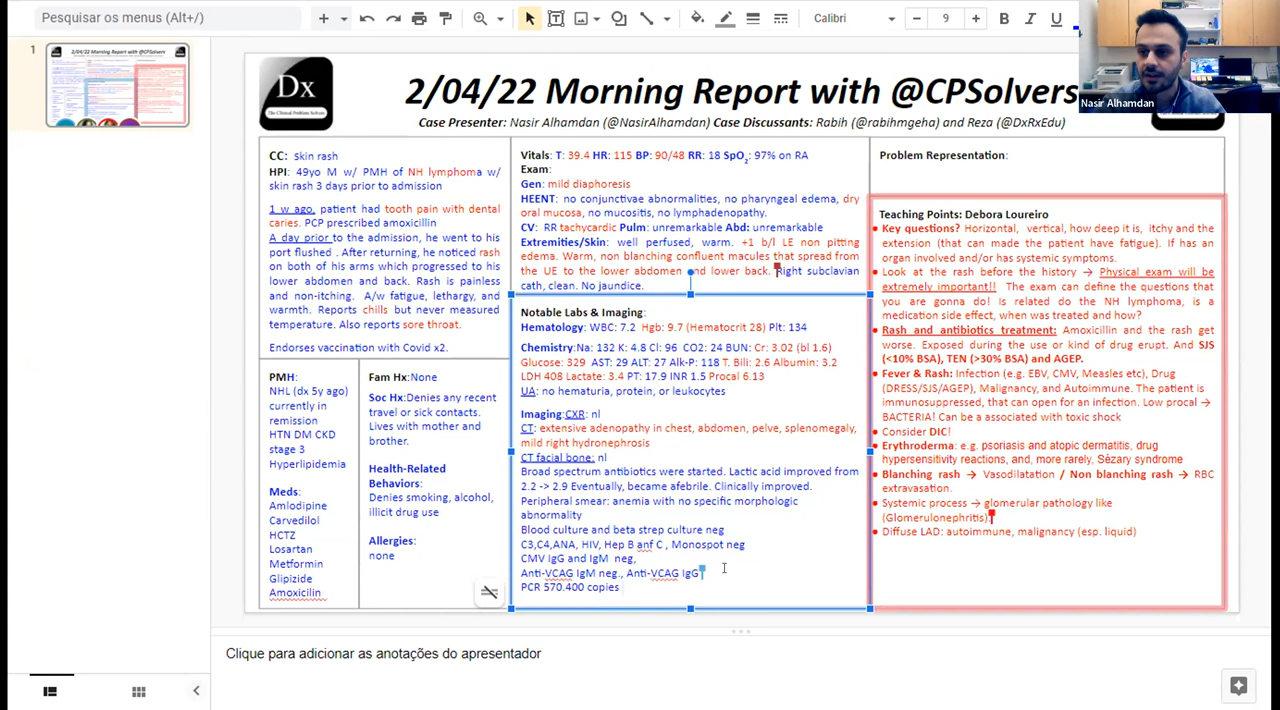 Pesquisar os menus (Alt+/)
Calibri
9
B I U
Nasir Alhamdan
1
Dx
The Clinical Problem Solvers
2/04/22 Morning Report with @CPSolvers
Case Presenter: Nasir Alhamdan (@NasirAlhamdan) Case Discussants: Rabih (@rabihmgeha) and Reza (@DxRxEdu)
CC: Skin rash
HPI: 49yo M w/ PMH of NH lymphoma w/
skin rash 3 days prior to admission
1 w ago, patient had tooth pain with dental
caries. PCP prescribed amoxicillin
A day prior to the admission, he went to his
port flushed . After returning, he noticed rash
on both of his arms which progressed to his
lower abdomen and back. Rash is painless
and non-itching. A/w fatigue, lethargy, and
warmth. Reports chills but never measured
temperature. Also reports sore throat.
Endorses vaccination with Covid x2.
PMH:
NHL (dx 5y ago)
currently in
remission
HTN DM CKD
stage 3
Hyperlipidemia
Meds:
Amlodipine
Carvedilol
HCTZ
Losartan
Metformin
Glipizide
Amoxicilin
Fam Hx:None
Soc Hx:Denies any recent
travel or sick contacts.
Lives with mother and
brother.
Health-Related
Behaviors:
Denies smoking, alcohol,
illicit drug use
Allergies:
none
Vitals: T: 39.4 HR: 115 BP: 90/48 RR: 18 SpO2: 97% on RA
Exam:
Gen: mild diaphoresis
HEENT: no conjunctivae abnormalities, no pharyngeal edema, dry
oral mucosa, no mucositis, no lymphadenopathy.
CV: RR tachycardic Pulm: unremarkable Abd: unremarkable
Extremities/Skin: well perfused, warm. +1 b/l LE non pitting
edema. Warm, non blanching confluent macules that spread from
the UE to the lower abdomen and lower back. Right subclavian
cath, clean. No jaundice.
Notable Labs & Imaging:
Hematology: WBC: 7.2 Hgb: 9.7 (Hematocrit 28) Plt: 134
Chemistry:Na: 132 K: 4.8 Cl: 96 CO2: 24 BUN: Cr: 3.02 (bl 1.6)
Glucose: 329 AST: 29 ALT: 27 Alk-P: 118 T. Bili: 2.6 Albumin: 3.2
LDH 408 Lactate: 3.4 PT: 17.9 INR 1.5 Procal 6.13
UA: no hematuria, protein, or leukocytes
Imaging:CXR: nl
CT: extensive adenopathy in chest, abdomen, pelve, splenomegaly,
mild right hydronephrosis
CT facial bone: nl
Broad spectrum antibiotics were started. Lactic acid improved from
2.2 -> 2.9 Eventually, became afebrile. Clinically improved.
Peripheral smear: anemia with no specific morphologic
abnormality
Blood culture and beta strep culture neg
C3,C4,ANA, HIV, Hep B anf C , Monospot neg
CMV IgG and IgM neg,
Anti-VCAG IgM neg., Anti-VCAG IgG
PCR 570.400 copies
Problem Representation:
Teaching Points: Debora Loureiro
Key questions? Horizontal, vertical, how deep it is, itchy and the
extension (that can made the patient have fatigue). If has an
organ involved and/or has systemic symptoms.
Look at the rash before the history → Physical exam will be
extremely important!! The exam can define the questions that
you are gonna do! Is related do the NH lymphoma, is a
medication side effect, when was treated and how?
Rash and antibiotics treatment: Amoxicillin and the rash get
worse. Exposed during the use or kind of drug erupt. And SJS
(<10% BSA), TEN (>30% BSA) and AGEP.
Fever & Rash: Infection (e.g. EBV, CMV, Measles etc), Drug
(DRESS/SJS/AGEP), Malignancy, and Autoimmune. The patient is
immunosuppressed, that can open for an infection. Low procal →
BACTERIA! Can be a associated with toxic shock
Consider DIC!
Erythroderma: e.g. psoriasis and atopic dermatitis, drug
hypersensitivity reactions, and, more rarely, Sézary syndrome
Blanching rash → Vasodilatation / Non blanching rash → RBC
extravasation.
Systemic process → glomerular pathology like
(Glomerulonephritis).
Diffuse LAD: autoimmune, malignancy (esp. liquid)
Clique para adicionar as anotações do apresentador